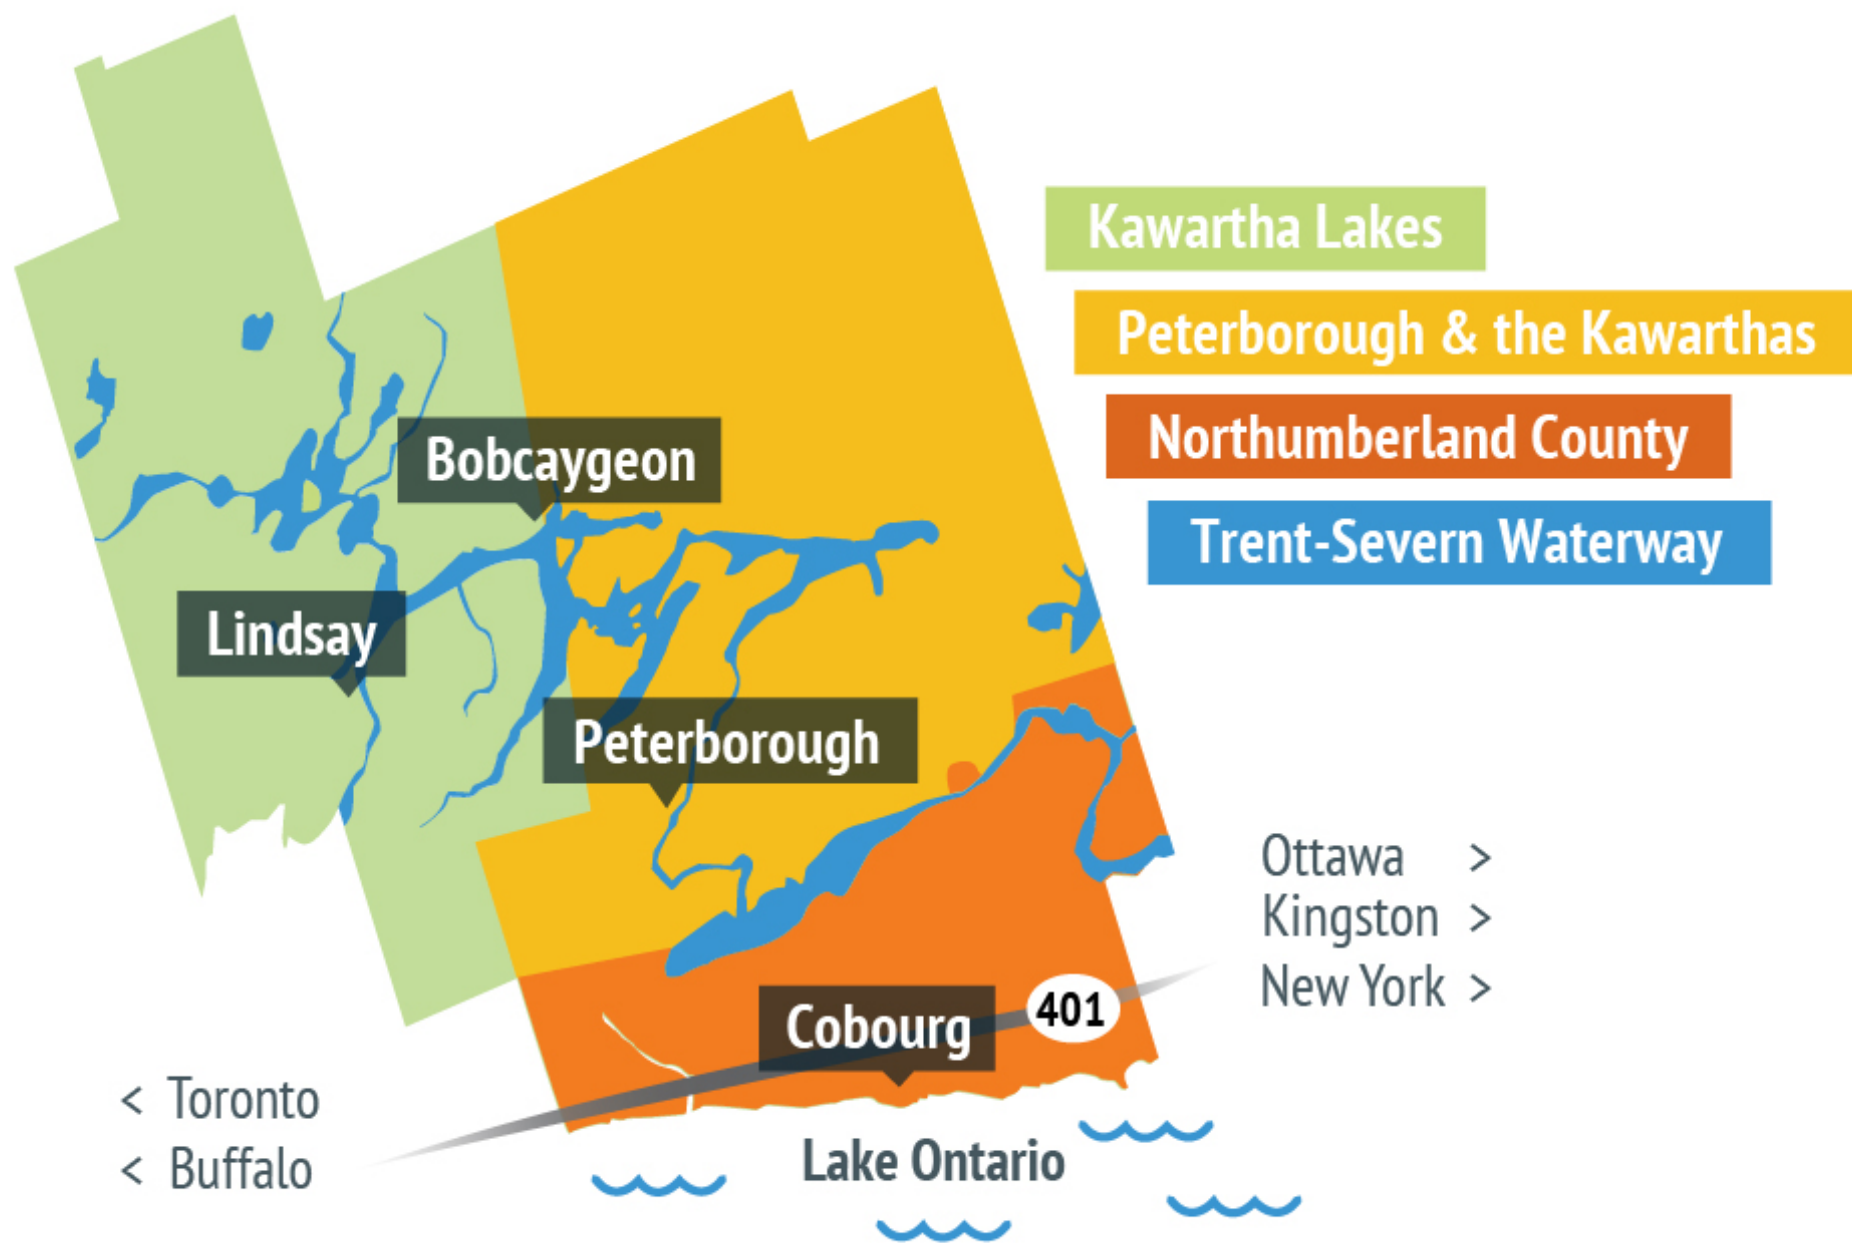 Kawartha Lakes
Peterborough & the Kawarthas
Northumberland County
Trent-Severn Waterway
Bobcaygeon
Lindsay
Peterborough
Cobourg
401
Ottawa >
Kingston >
New York >
< Toronto
< Buffalo
Lake Ontario